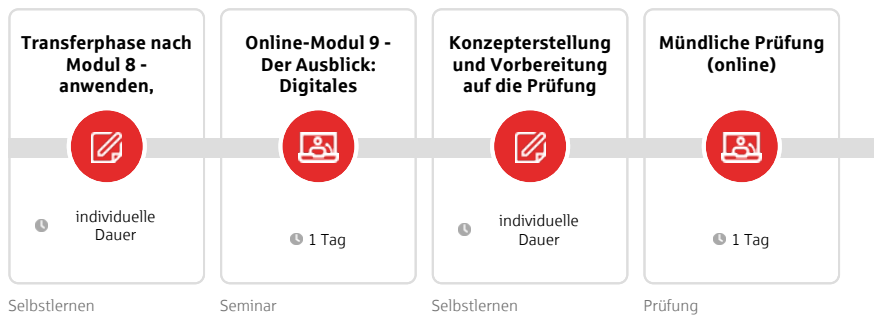 Transferphase nach
Modul 8 -
anwenden,
individuelle
Dauer
Selbstlernen
Online-Modul 9 -
Der Ausblick:
Digitales
1 Tag
Seminar
Konzepterstellung
und Vorbereitung
auf die Prüfung
individuelle
Dauer
Selbstlernen
Mündliche Prüfung
(online)
1 Tag
Prüfung